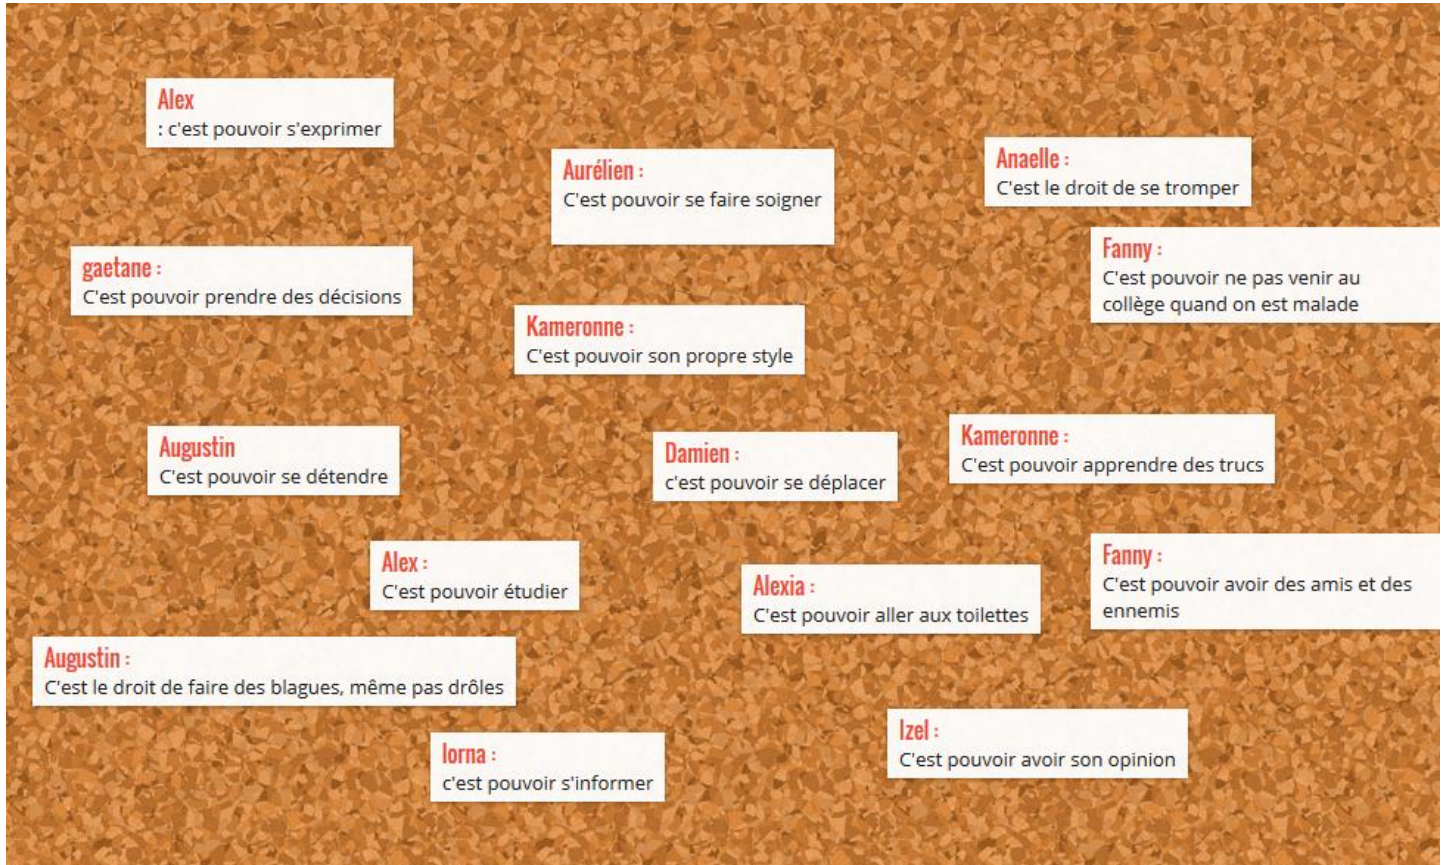 Alex
: c'est pouvoir s'exprimer
Aurélien :
C'est pouvoir se faire soigner
Anaelle :
C'est le droit de se tromper
gaetane :
C'est pouvoir prendre des décisions
Fanny :
C'est pouvoir ne pas venir au
collège quand on est malade
Kameronne :
C'est pouvoir son propre style
Augustin
C'est pouvoir se détendre
Damien :
c'est pouvoir se déplacer
Kameronne :
C'est pouvoir apprendre des trucs
Alex :
C'est pouvoir étudier
Alexia :
C'est pouvoir aller aux toilettes
Fanny :
C'est pouvoir avoir des amis et des
ennemis
Augustin :
C'est le droit de faire des blagues, même pas drôles
lorna :
c'est pouvoir s'informer
Izel :
C'est pouvoir avoir son opinion